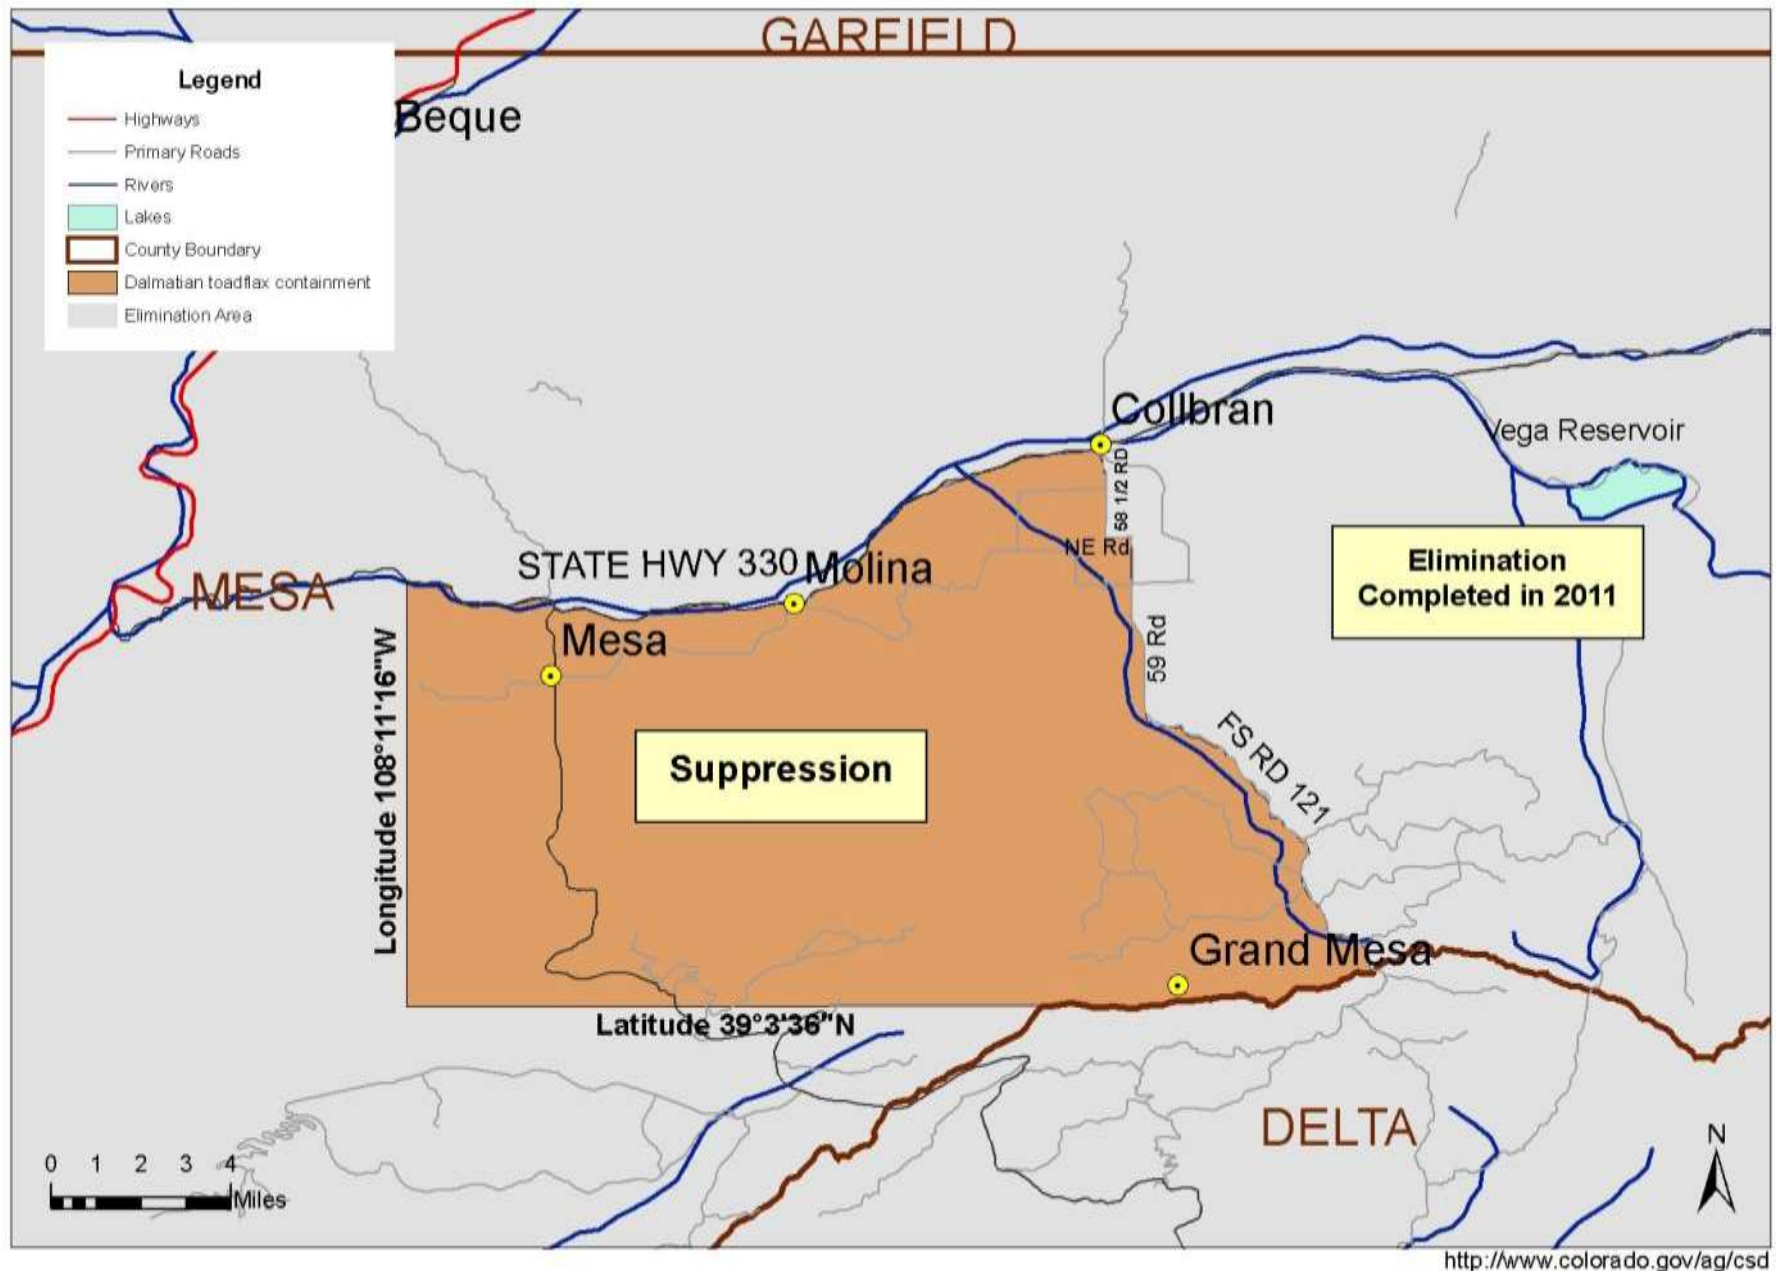 GARFIELD
Legend
Highways
Primary Roads
Rivers
Lakes
County Boundary
Dalmatian toadflax containment
Elimination Area
Beque
Collbran
Vega Reservoir
58 1/2 RD
NE Rd
STATE HWY 330
Molina
MESA
Mesa
Elimination
Completed in 2011
59 Rd
Longitude 108°11'16"W
FS RD 121
Suppression
Grand Mesa
Latitude 39°3'36"N
DELTA
0 1 2 3 4
Miles
N
http://www.colorado.gov/ag/csd